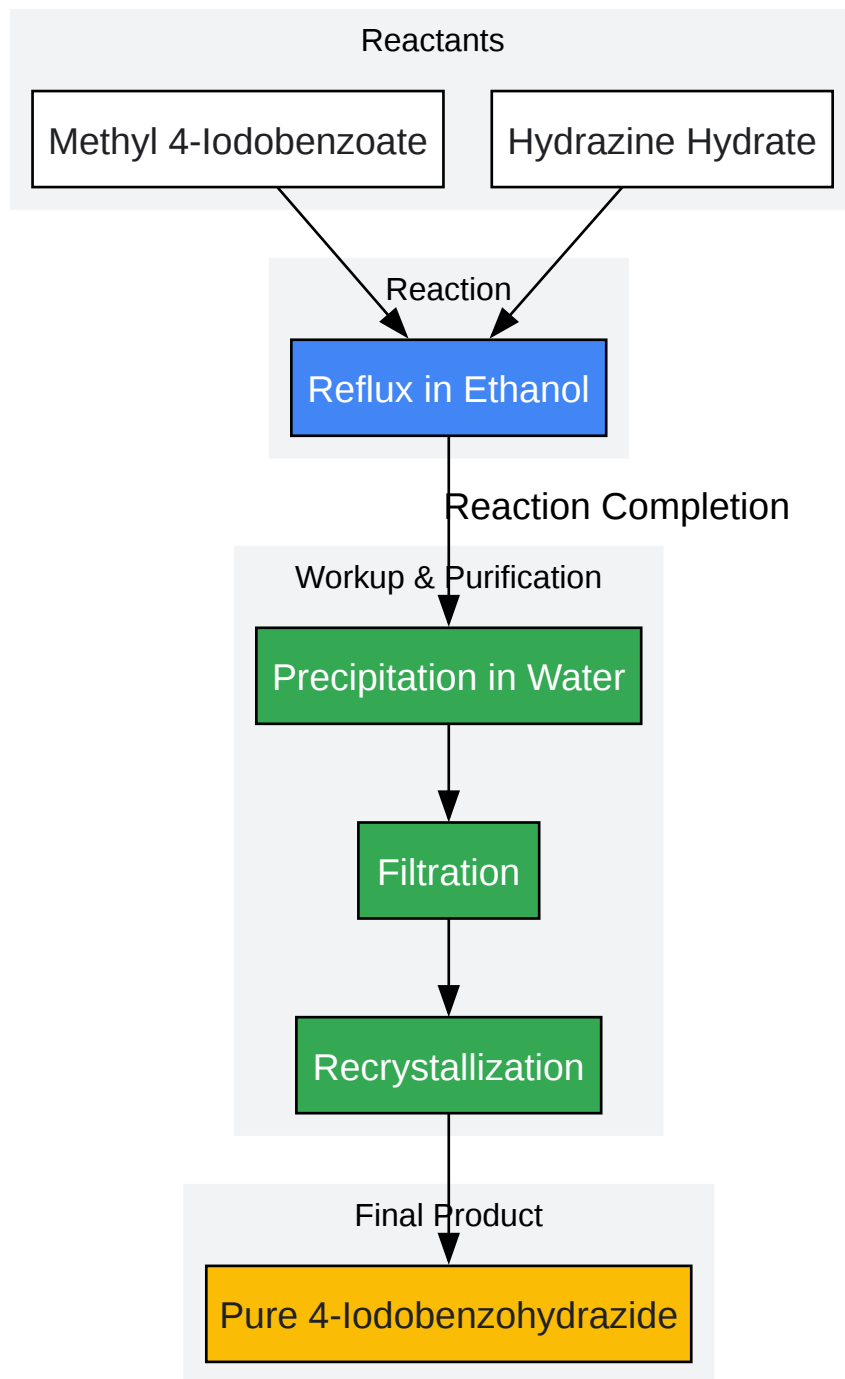 Reactants
Methyl 4-Iodobenzoate
Hydrazine Hydrate
Reaction
Reflux in Ethanol
Reaction Completion
Workup & Purification
Precipitation in Water
Filtration
Recrystallization
Final Product
Pure 4-Iodobenzohydrazide